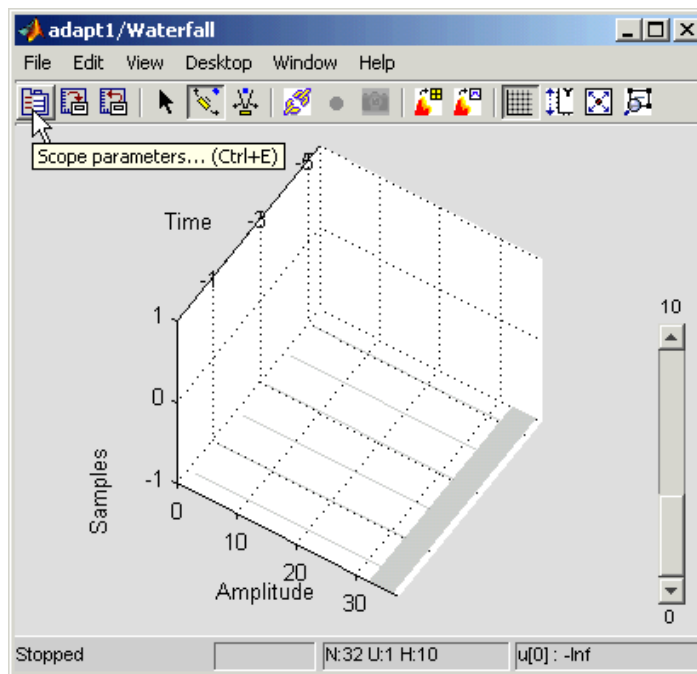 adapt1/Waterfall
File Edit View Desktop Window Help
Scope parameters... (Ctrl+E)
-5
-3
-1
Time
1
0
-1
Samples
0
10
20
30
Amplitude
10
0
Stopped
N:32 U:1 H:10
u[0] : -Inf